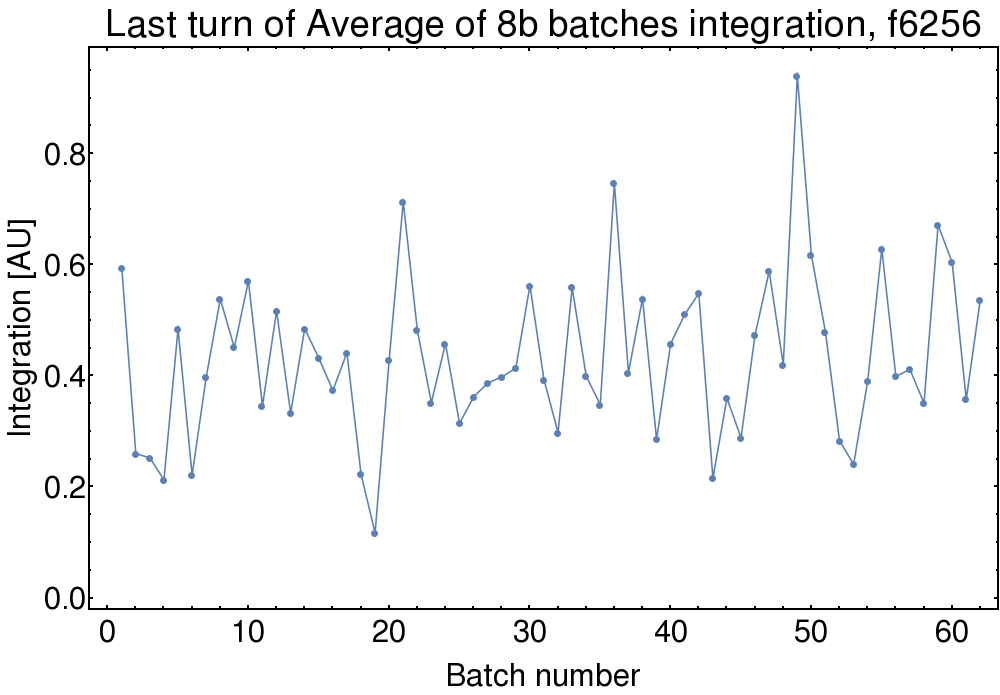 Last turn of Average of 8b batches integration, f6256
Integration [AU]
0.8
0.6
0.4
0.2
0.0
0 10 20 30 40 50 60
Batch number